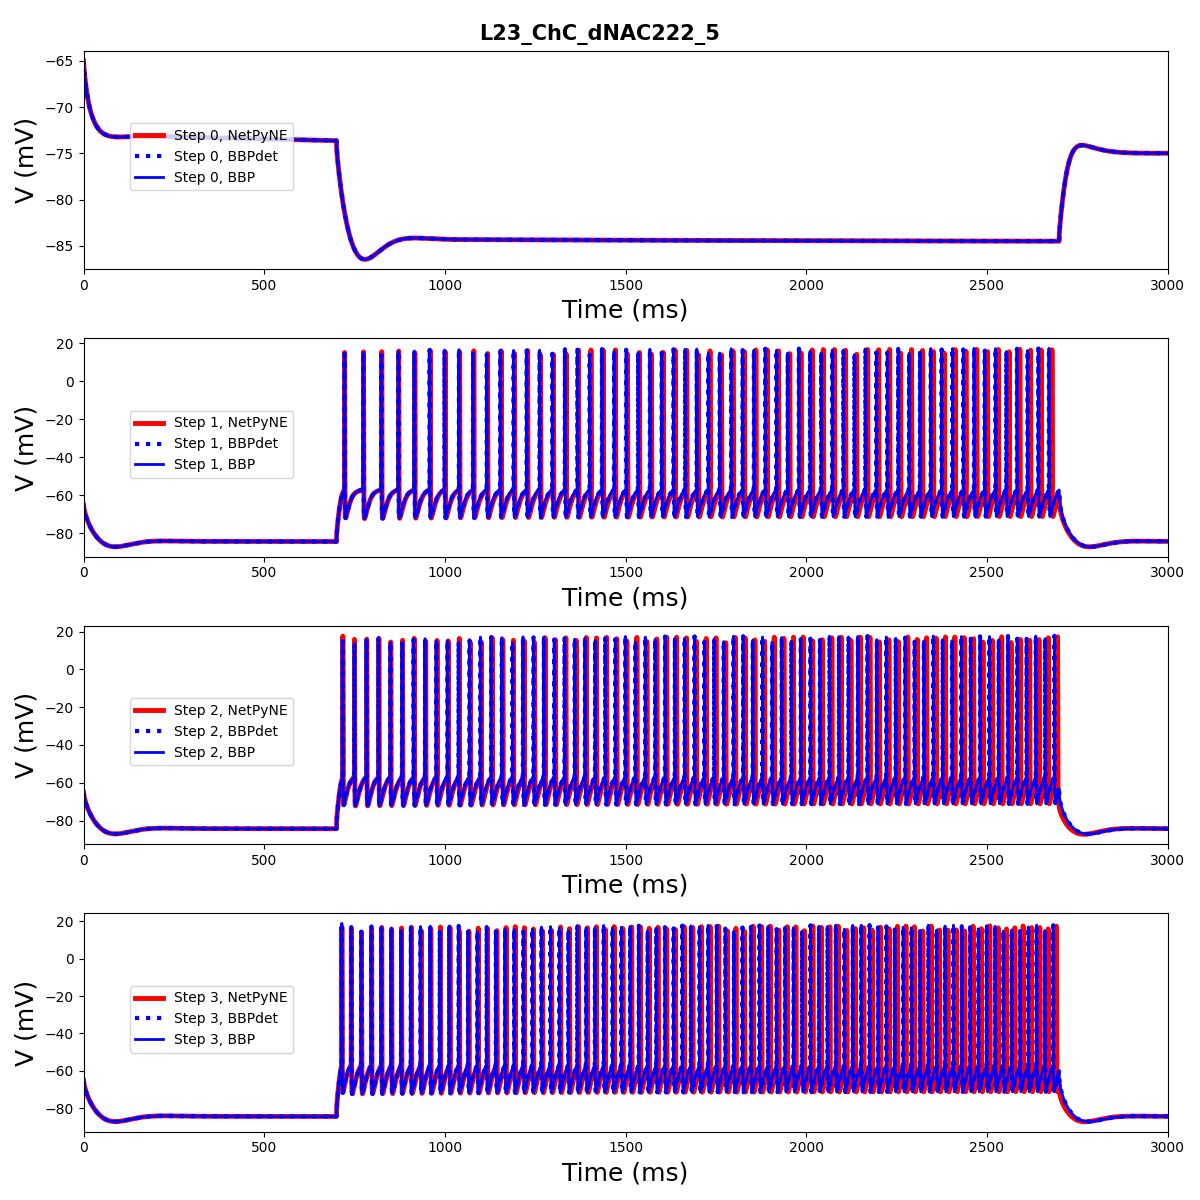 L23_ChC_dNAC222_5
−65
−70
−75
−80
−85
V (mV)
Step 0, NetPyNE
Step 0, BBPdet
Step 0, BBP
0 500 1000 1500 2000 2500 3000
Time (ms)
20
0
−20
−40
−60
−80
V (mV)
Step 1, NetPyNE
Step 1, BBPdet
Step 1, BBP
0 500 1000 1500 2000 2500 3000
Time (ms)
20
0
−20
−40
−60
−80
V (mV)
Step 2, NetPyNE
Step 2, BBPdet
Step 2, BBP
0 500 1000 1500 2000 2500 3000
Time (ms)
20
0
−20
−40
−60
−80
V (mV)
Step 3, NetPyNE
Step 3, BBPdet
Step 3, BBP
0 500 1000 1500 2000 2500 3000
Time (ms)